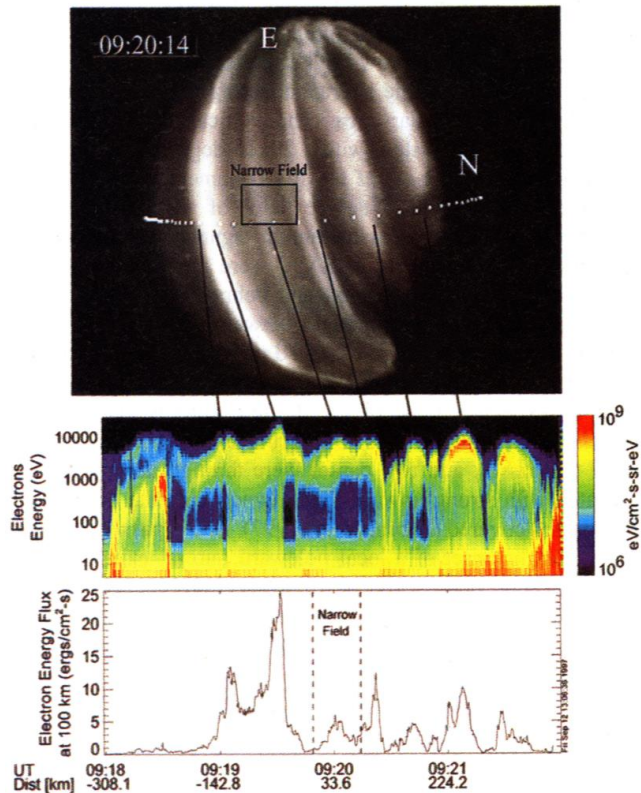 09:20:14
E
N
Narrow Field
Electrons
Energy (eV)
10000
1000
100
10
10⁹
10⁶
eV/cm²-s-sr-eV
Electron Energy Flux
at 100 km (ergs/cm²-s)
25
20
15
10
5
0
Narrow
Field
UT 09:18 09:19 09:20 09:21
Dist [km] -308.1 -142.8 33.6 224.2